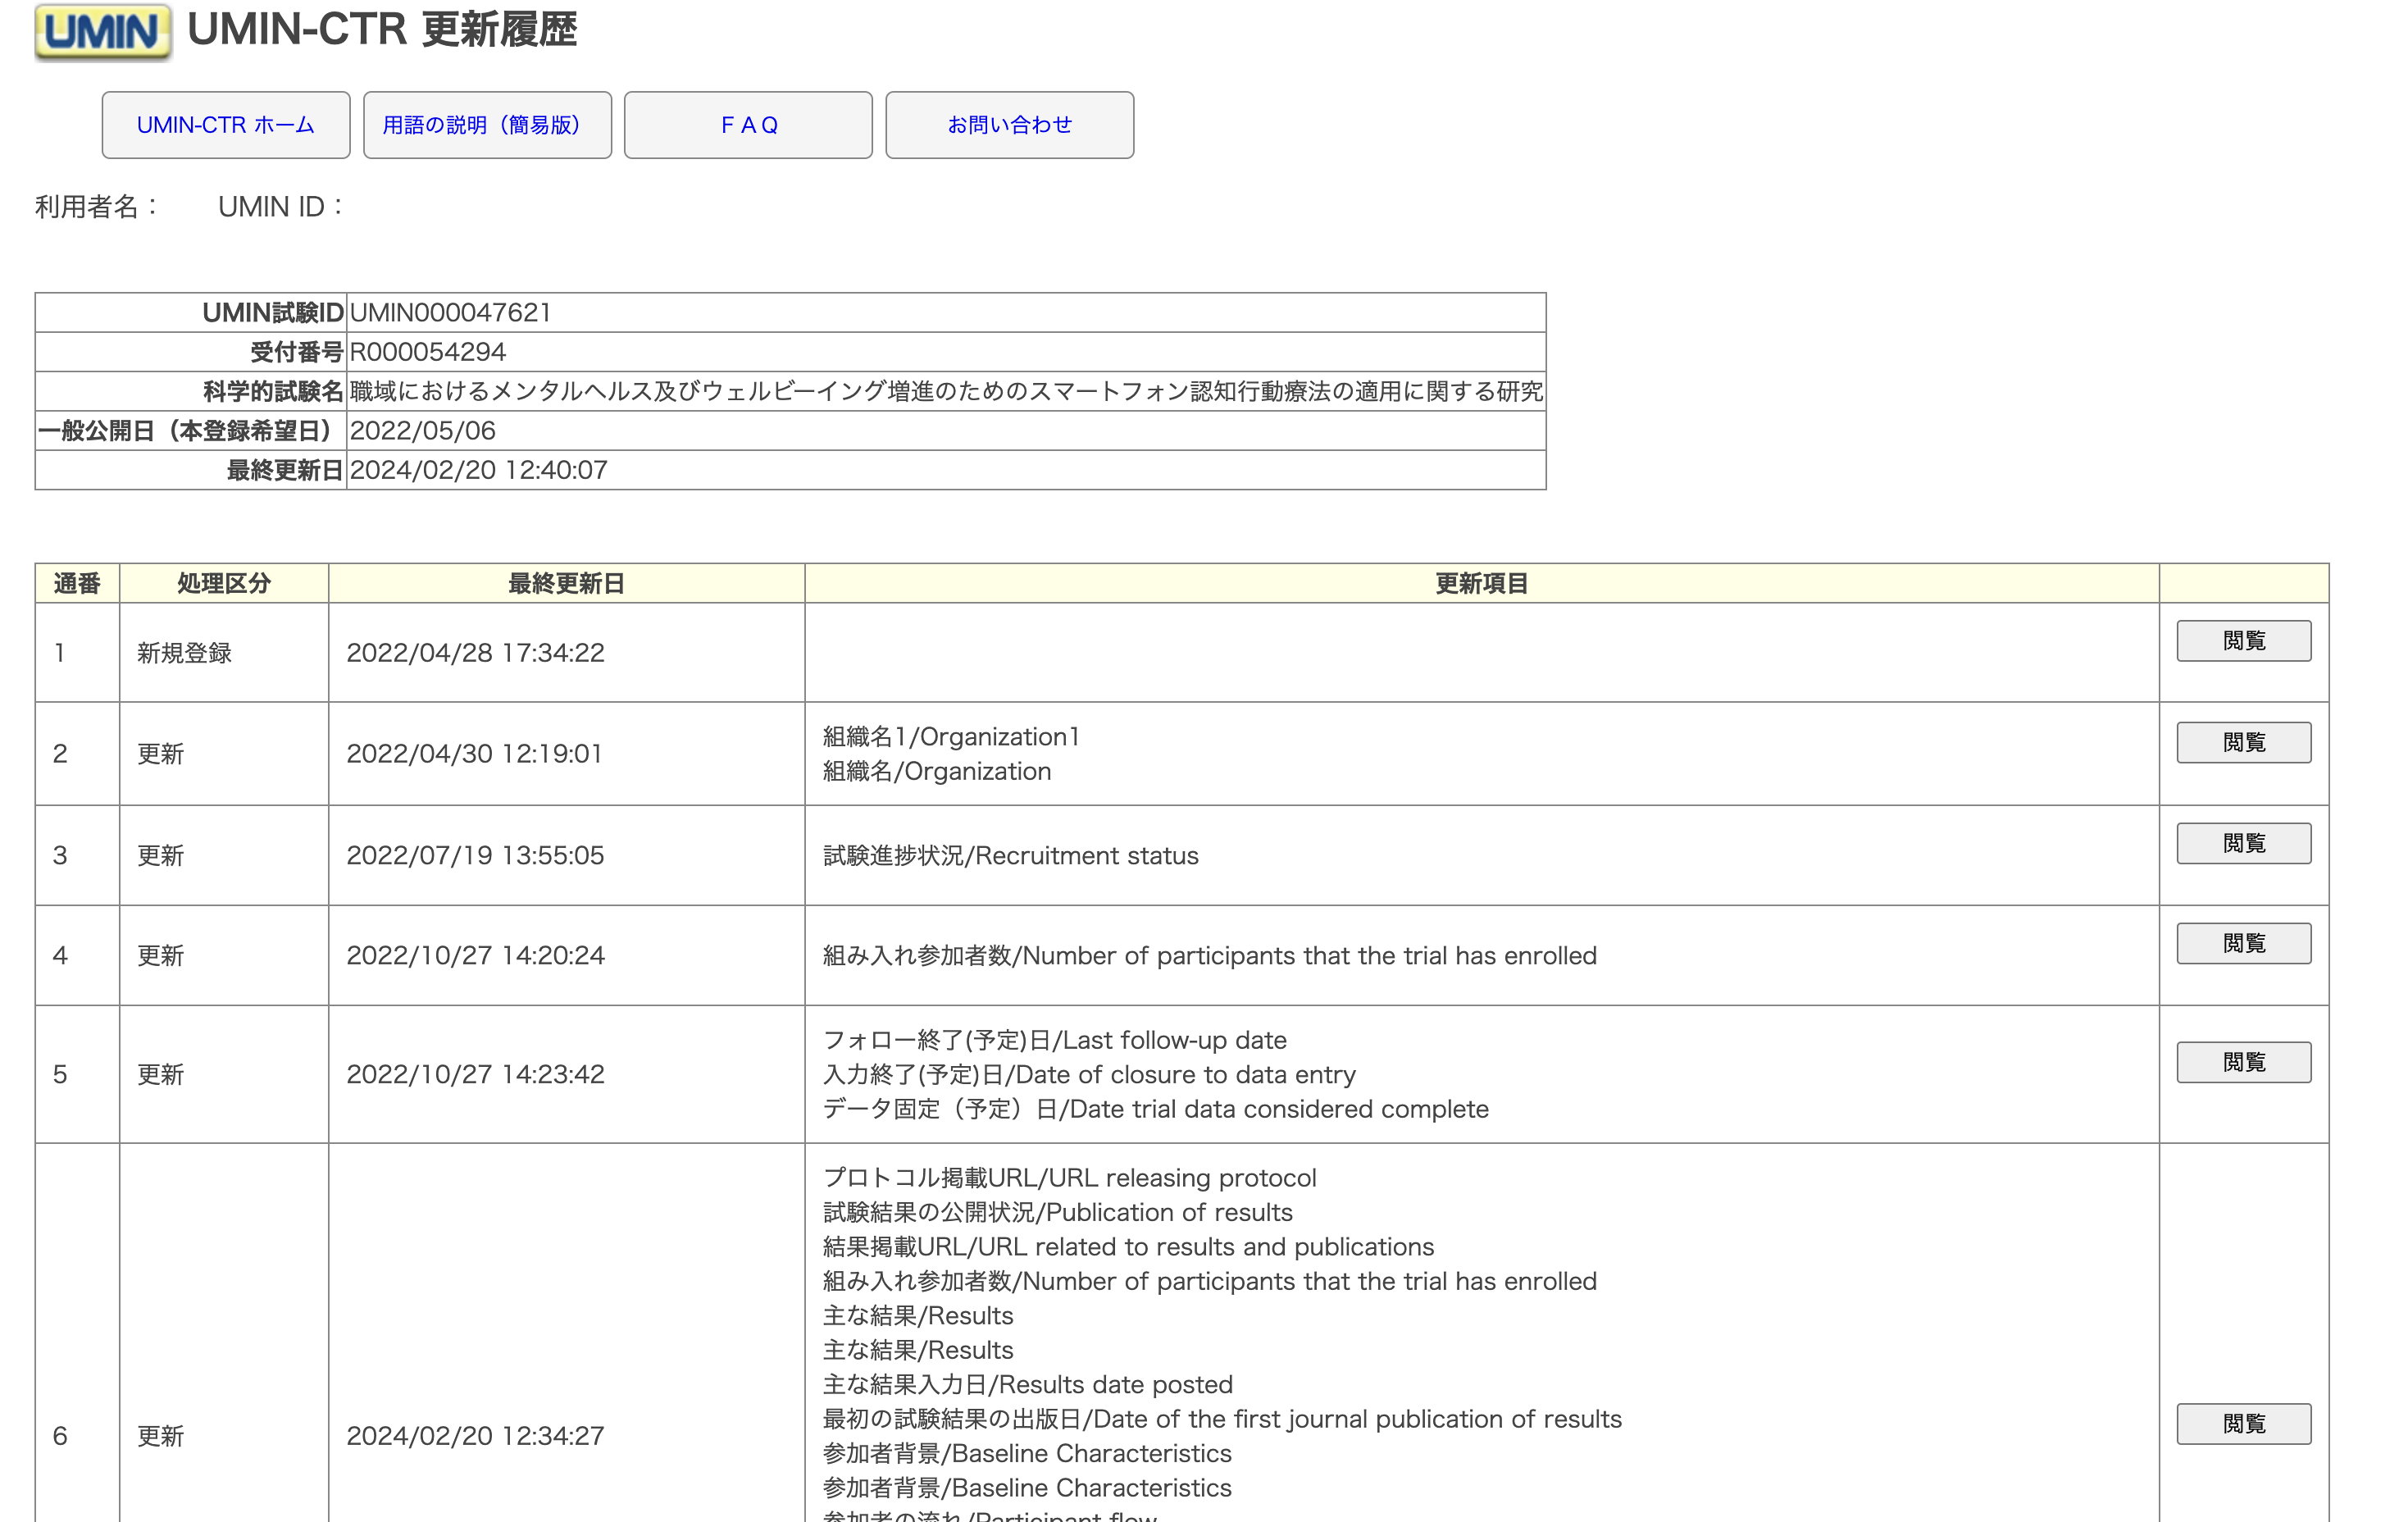 UMIN UMIN-CTR 更新履歴
UMIN-CTR ホーム 用語の説明（簡易版） ＦＡＱ お問い合わせ
利用者名： UMIN ID：
UMIN試験ID UMIN000047621
受付番号 R000054294
科学的試験名 職域におけるメンタルヘルス及びウェルビーイング増進のためのスマートフォン認知行動療法の適用に関する研究
一般公開日（本登録希望日） 2022/05/06
最終更新日 2024/02/20 12:40:07
通番 処理区分 最終更新日 更新項目
1 新規登録 2022/04/28 17:34:22 閲覧
2 更新 2022/04/30 12:19:01 組織名1/Organization1
組織名/Organization
閲覧
3 更新 2022/07/19 13:55:05 試験進捗状況/Recruitment status 閲覧
4 更新 2022/10/27 14:20:24 組み入れ参加者数/Number of participants that the trial has enrolled 閲覧
5 更新 2022/10/27 14:23:42 フォロー終了(予定)日/Last follow-up date
入力終了(予定)日/Date of closure to data entry
データ固定（予定）日/Date trial data considered complete
閲覧
6 更新 2024/02/20 12:34:27 プロトコル掲載URL/URL releasing protocol
試験結果の公開状況/Publication of results
結果掲載URL/URL related to results and publications
組み入れ参加者数/Number of participants that the trial has enrolled
主な結果/Results
主な結果/Results
主な結果入力日/Results date posted
最初の試験結果の出版日/Date of the first journal publication of results
参加者背景/Baseline Characteristics
参加者背景/Baseline Characteristics
参加者の流れ/Participant flow
閲覧